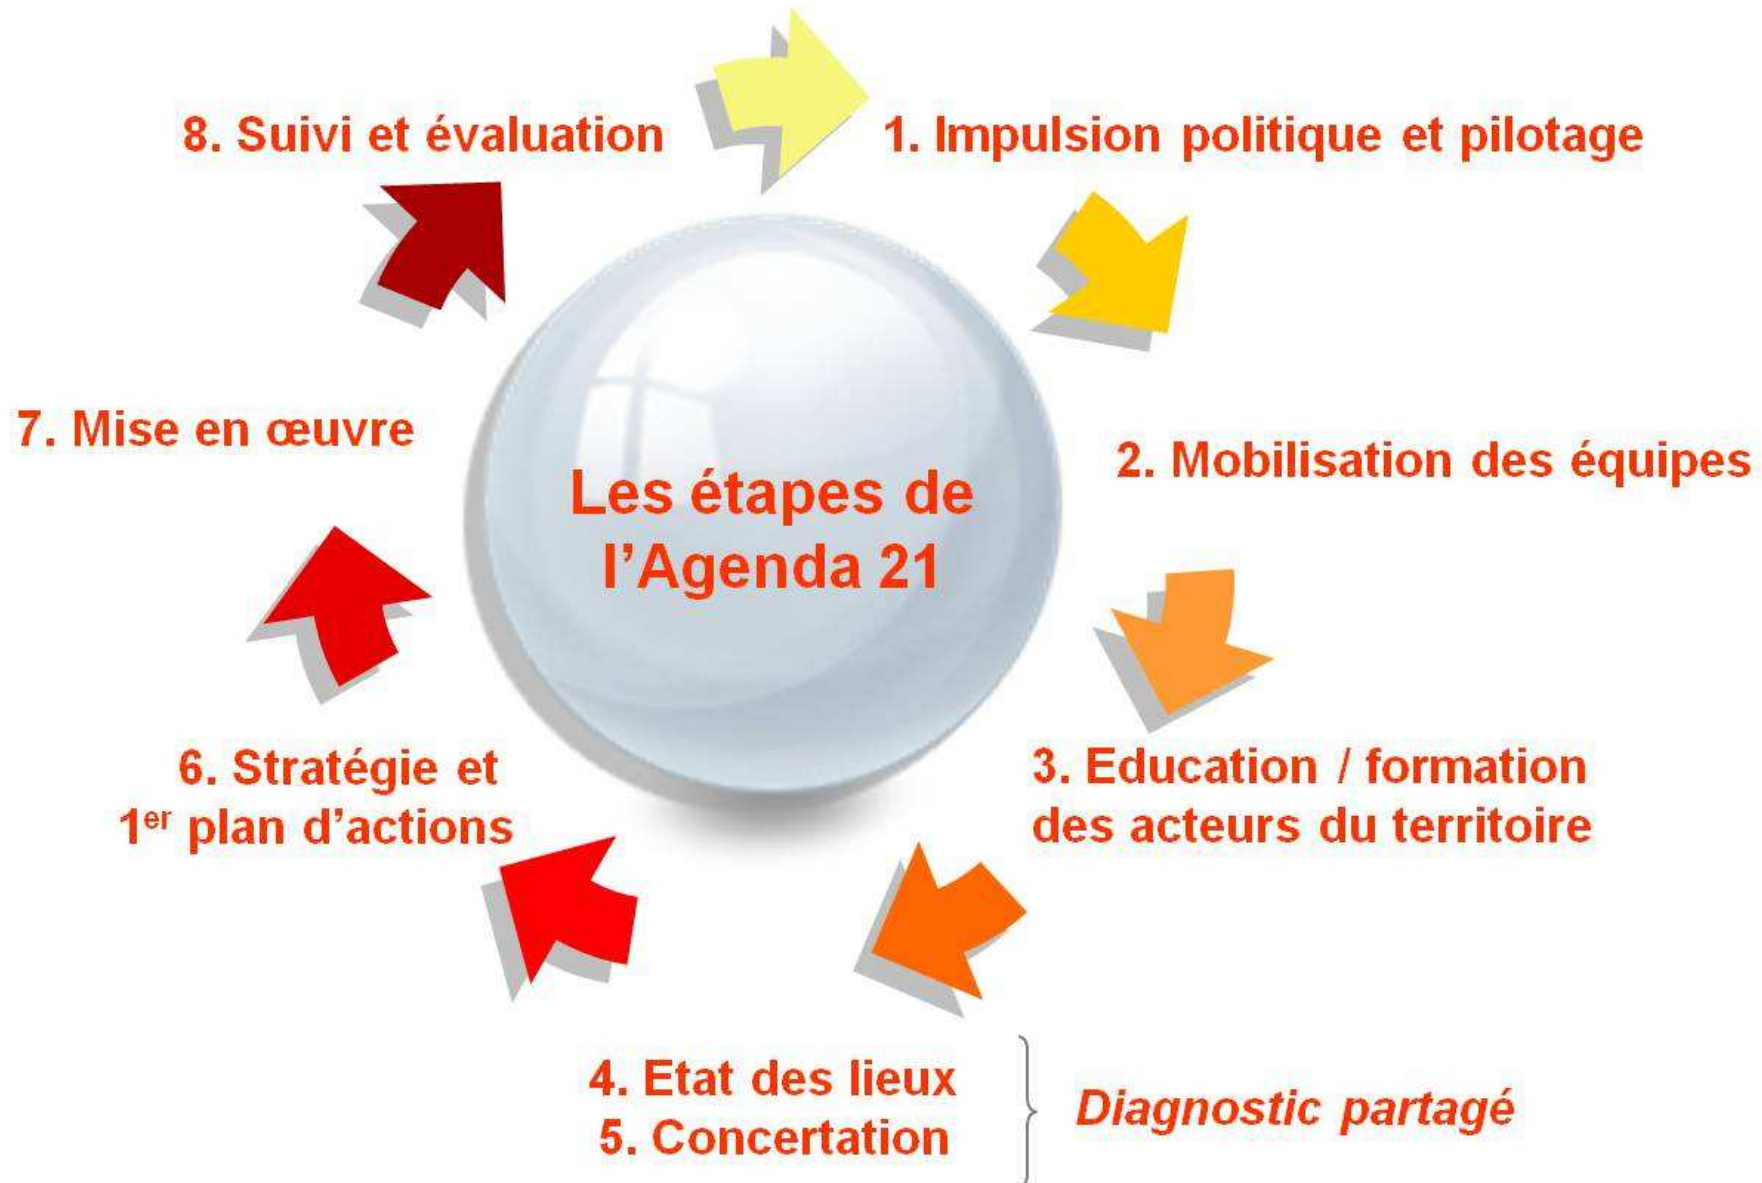 Les étapes de
l’Agenda 21
1. Impulsion politique et pilotage
2. Mobilisation des équipes
3. Education / formation
des acteurs du territoire
4. Etat des lieux
5. Concertation
Diagnostic partagé
6. Stratégie et
1er plan d’actions
7. Mise en œuvre
8. Suivi et évaluation